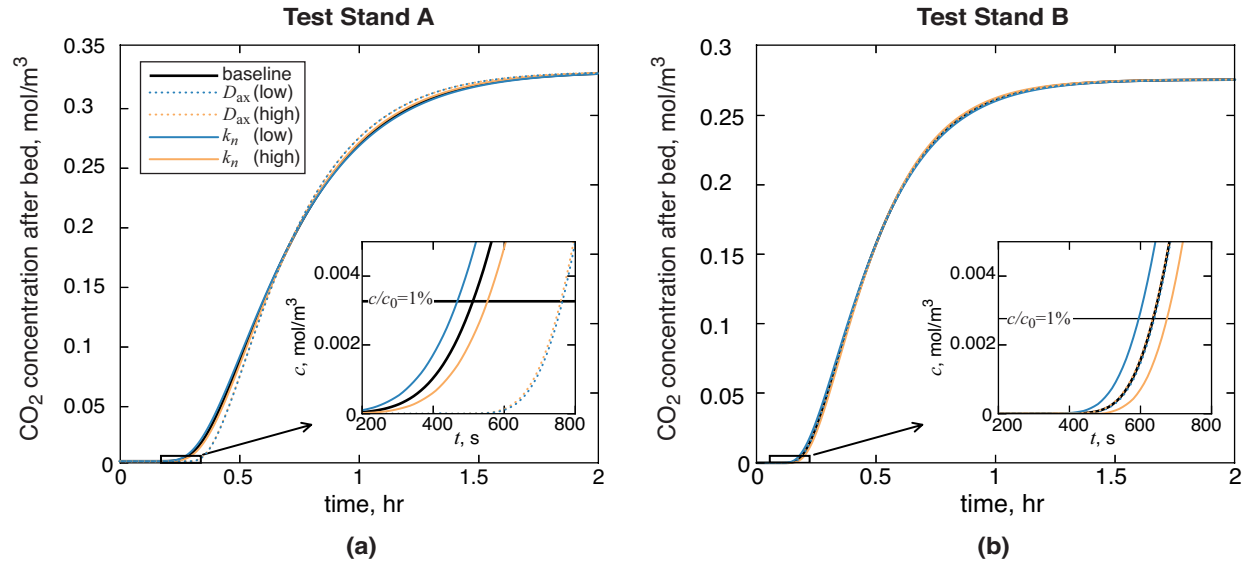 Test Stand A
CO₂ concentration after bed, mol/m³
0.35
0.3
0.25
0.2
0.15
0.1
0.05
0
baseline
Dax (low)
Dax (high)
kn (low)
kn (high)
c, mol/m³
0.004
0.002
0
c/c0=1%
200 400 600 800
t, s
0 0.5 1 1.5 2
time, hr
(a)
Test Stand B
CO₂ concentration after bed, mol/m³
0.3
0.25
0.2
0.15
0.1
0.05
0
c, mol/m³
0.004
0.002
0
c/c0=1%
200 400 600 800
t, s
0 0.5 1 1.5 2
time, hr
(b)